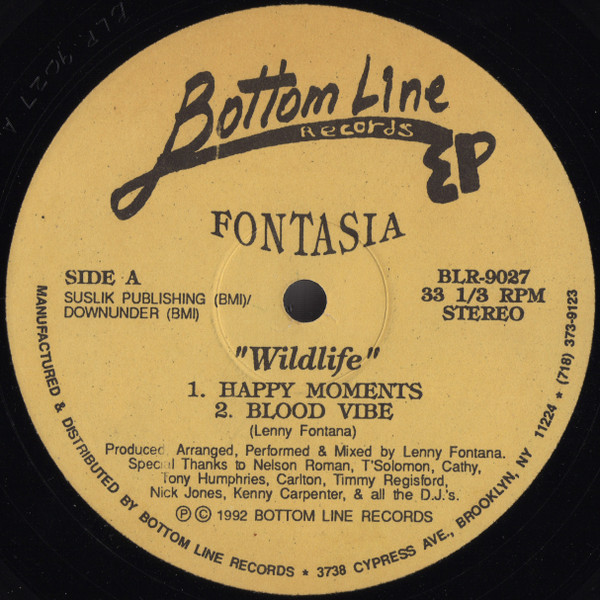 BLR 9027 A
Bottom Line
Records
EP
FONTASIA
SIDE A
SUSLIK PUBLISHING (BMI)/
DOWNUNDER (BMI)
BLR-9027
33 1/3 RPM
STEREO
"Wildlife"
1. HAPPY MOMENTS
2. BLOOD VIBE
(Lenny Fontana)
Produced, Arranged, Performed & Mixed by Lenny Fontana.
Special Thanks to Nelson Roman, T'Solomon, Cathy,
Tony Humphries, Carlton, Timmy Regisford,
Nick Jones, Kenny Carpenter, & all the D.J.'s.
Ⓟ © 1992 BOTTOM LINE RECORDS
MANUFACTURED & DISTRIBUTED BY BOTTOM LINE RECORDS * 3738 CYPRESS AVE., BROOKLYN, NY 11224 * (718) 373-9123